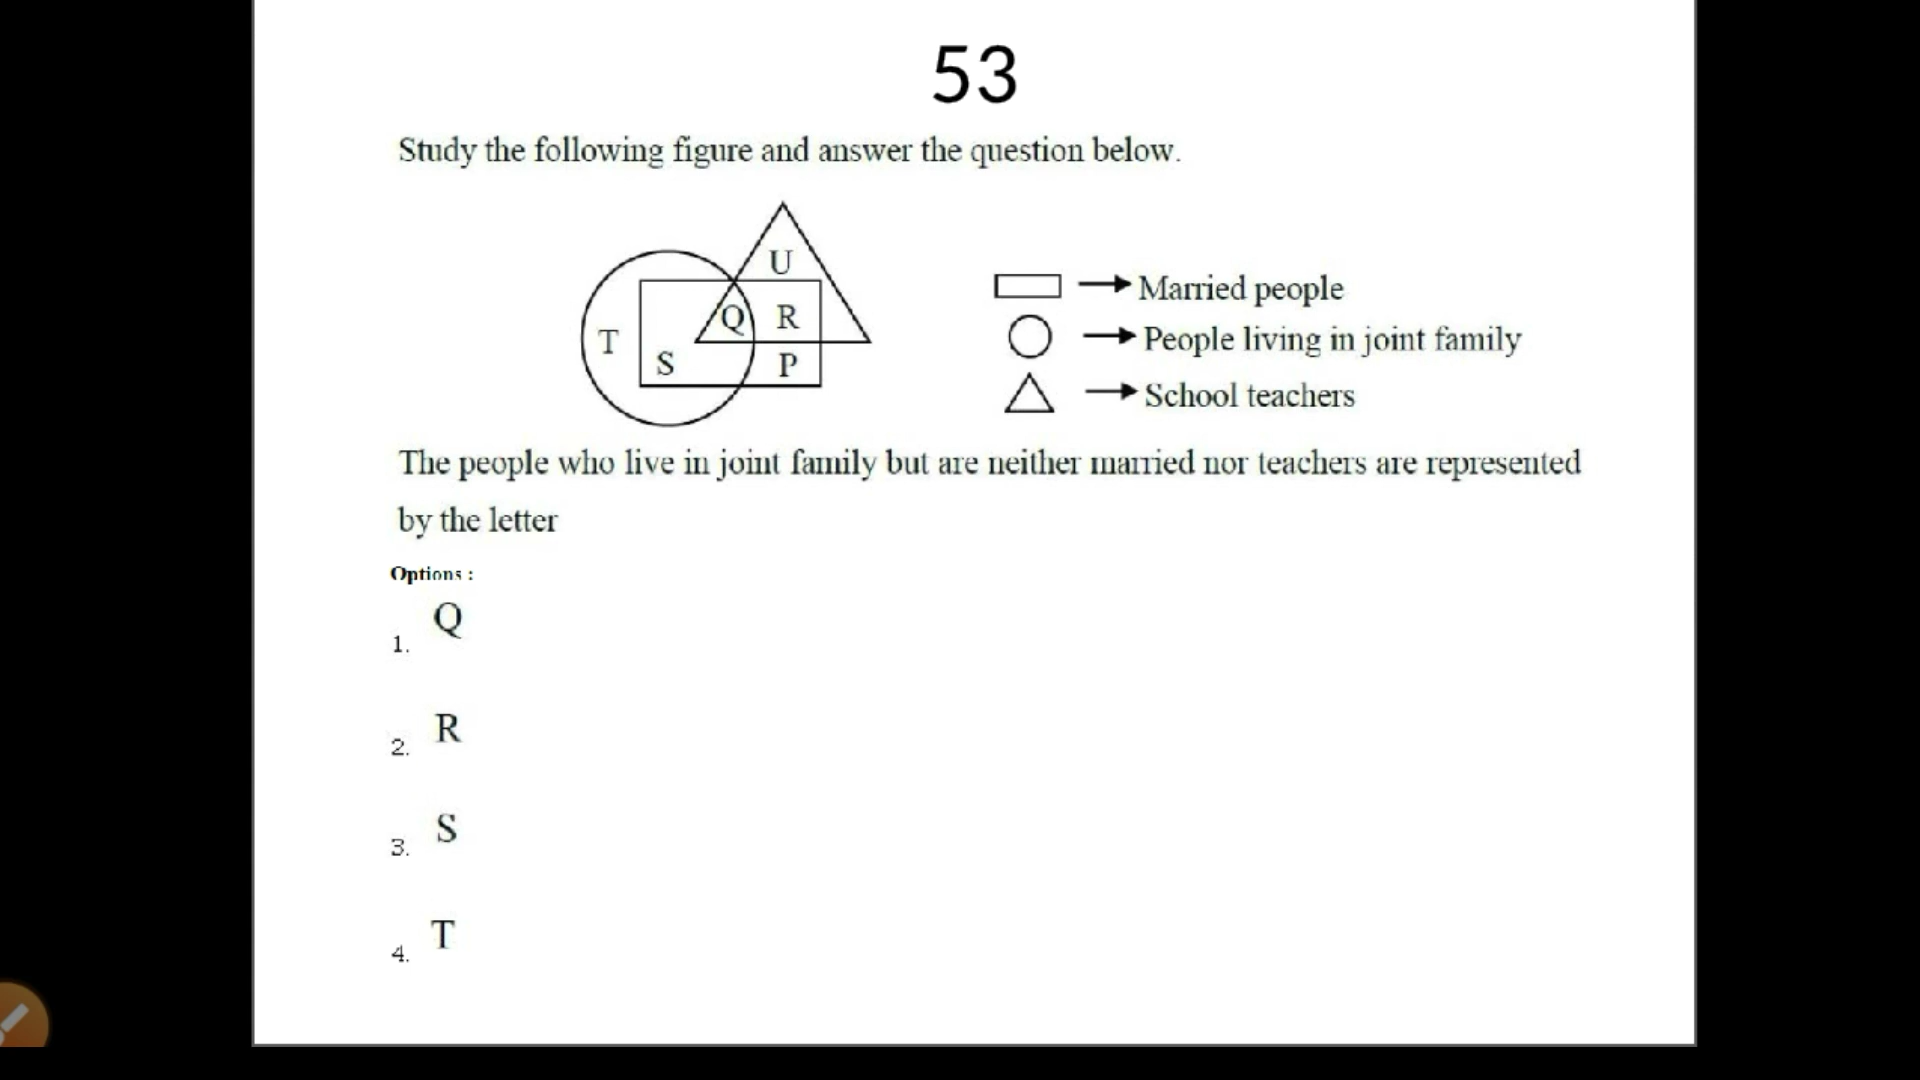 53
Study the following figure and answer the question below.
U
Q R
T
S P
Married people
People living in joint family
School teachers
The people who live in joint family but are neither married nor teachers are represented
by the letter
Options :
1. Q
2. R
3. S
4. T